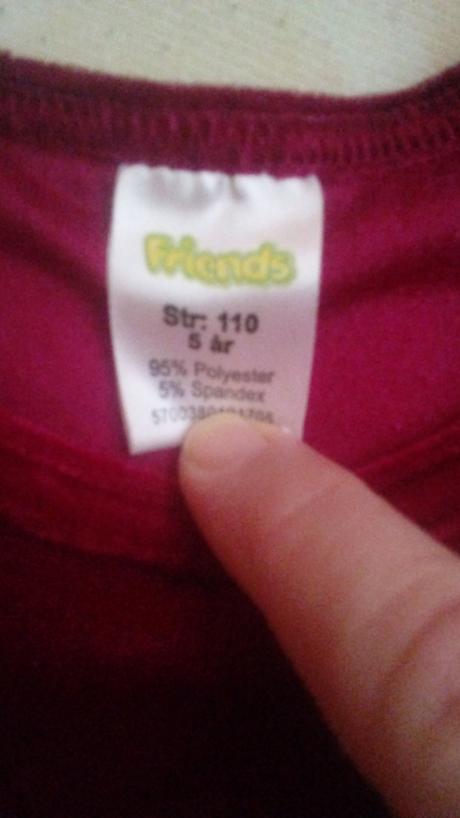 Friends
Str: 110
5 år
95% Polyester
5% Spandex